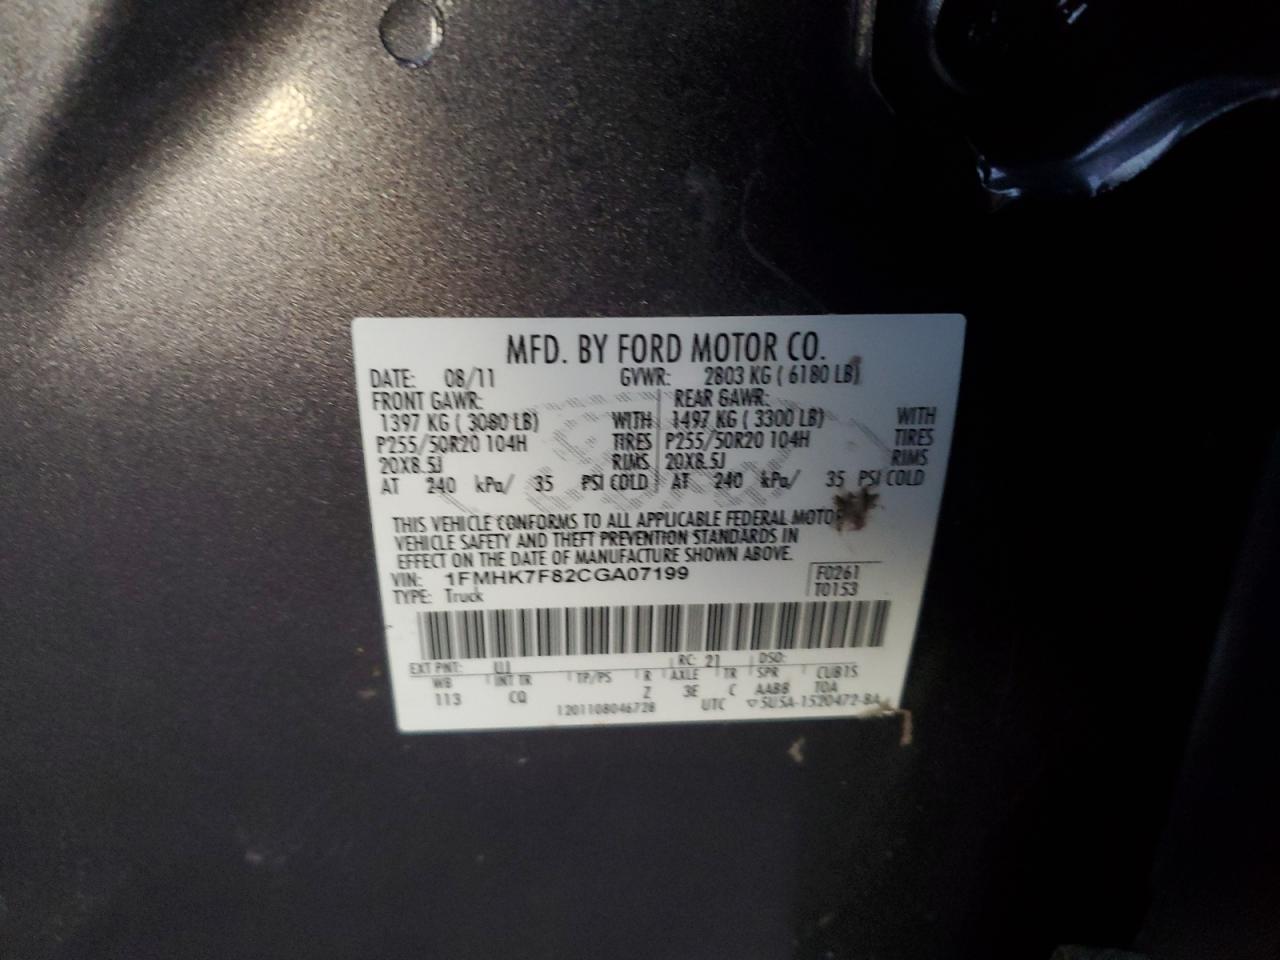 MFD. BY FORD MOTOR CO.
DATE: 08/11 GVWR: 2803 KG ( 6180 LB)
FRONT GAWR: REAR GAWR:
1397 KG ( 3080 LB) WITH 1497 KG ( 3300 LB) WITH
P255/50R20 104H TIRES P255/50R20 104H TIRES
20X8.5J RIMS 20X8.5J RIMS
AT 240 kPa/ 35 PSI COLD AT 240 kPa/ 35 PSI COLD
THIS VEHICLE CONFORMS TO ALL APPLICABLE FEDERAL MOTOR
VEHICLE SAFETY AND THEFT PREVENTION STANDARDS IN
EFFECT ON THE DATE OF MANUFACTURE SHOWN ABOVE.
VIN: 1FMHK7F82CGA07199 F0261
TYPE: Truck T0153
EXT PNT: UJ RC: 21 DSO:
WB INT TR TP/PS R AXLE TR SPR CUB1S
113 CQ Z 3E C AABB TOA
1201108046728 UTC ▽5U5A-1520472-BA